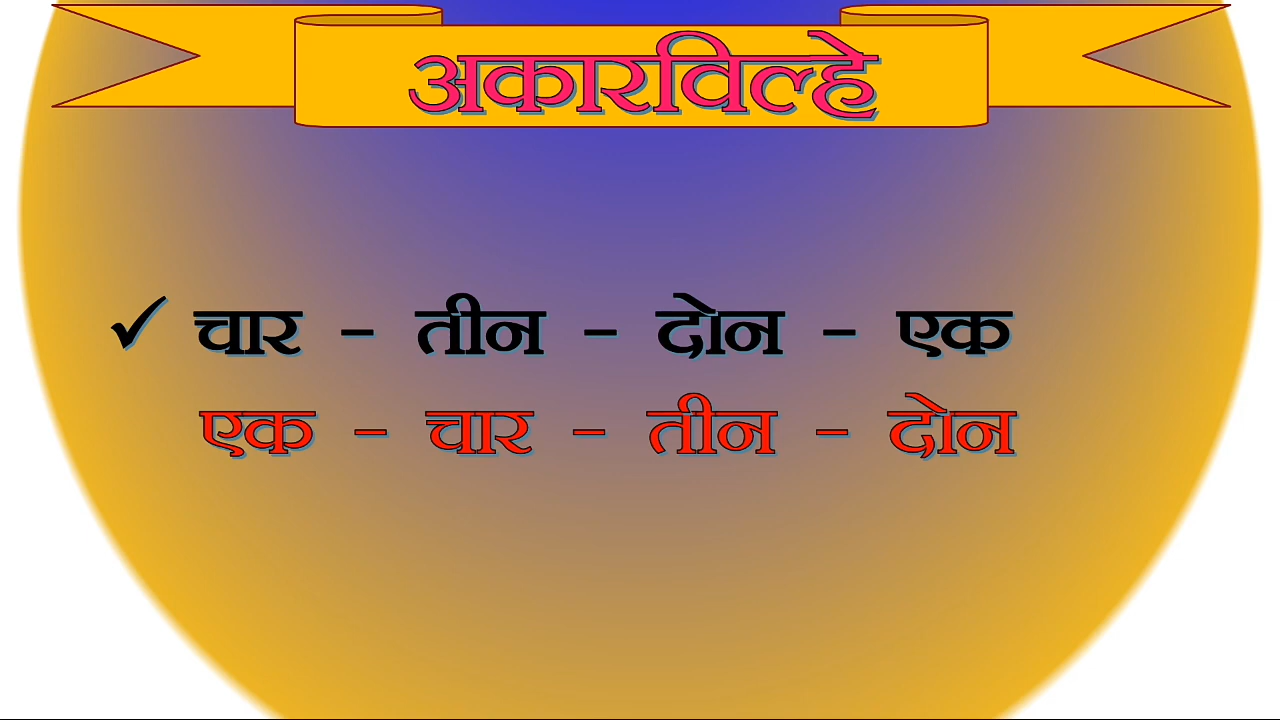 अकारविल्हे
✓ चार - तीन - दोन - एक
एक - चार - तीन - दोन